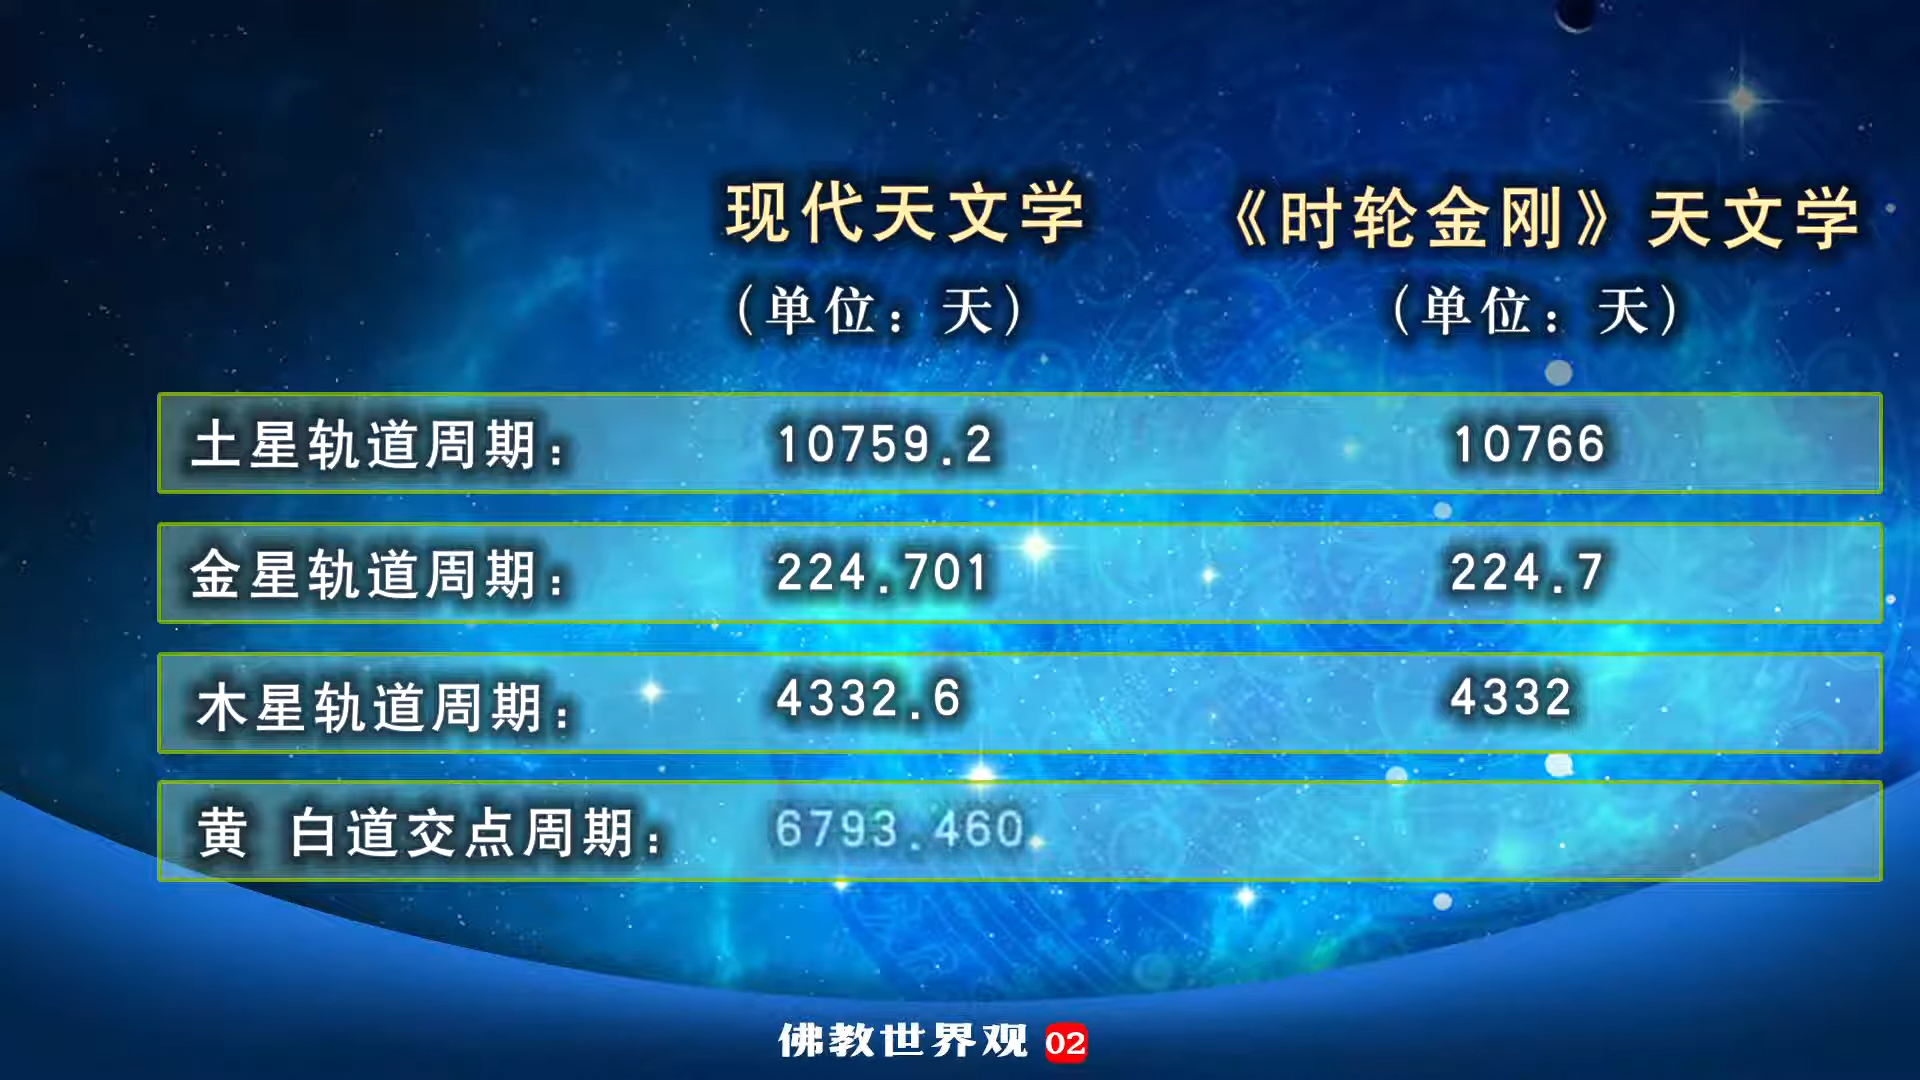 现代天文学 《时轮金刚》天文学
（单位：天） （单位：天）
土星轨道周期： 10759.2 10766
金星轨道周期： 224.701 224.7
木星轨道周期： 4332.6 4332
黄 白道交点周期： 6793.460
佛教世界观 02